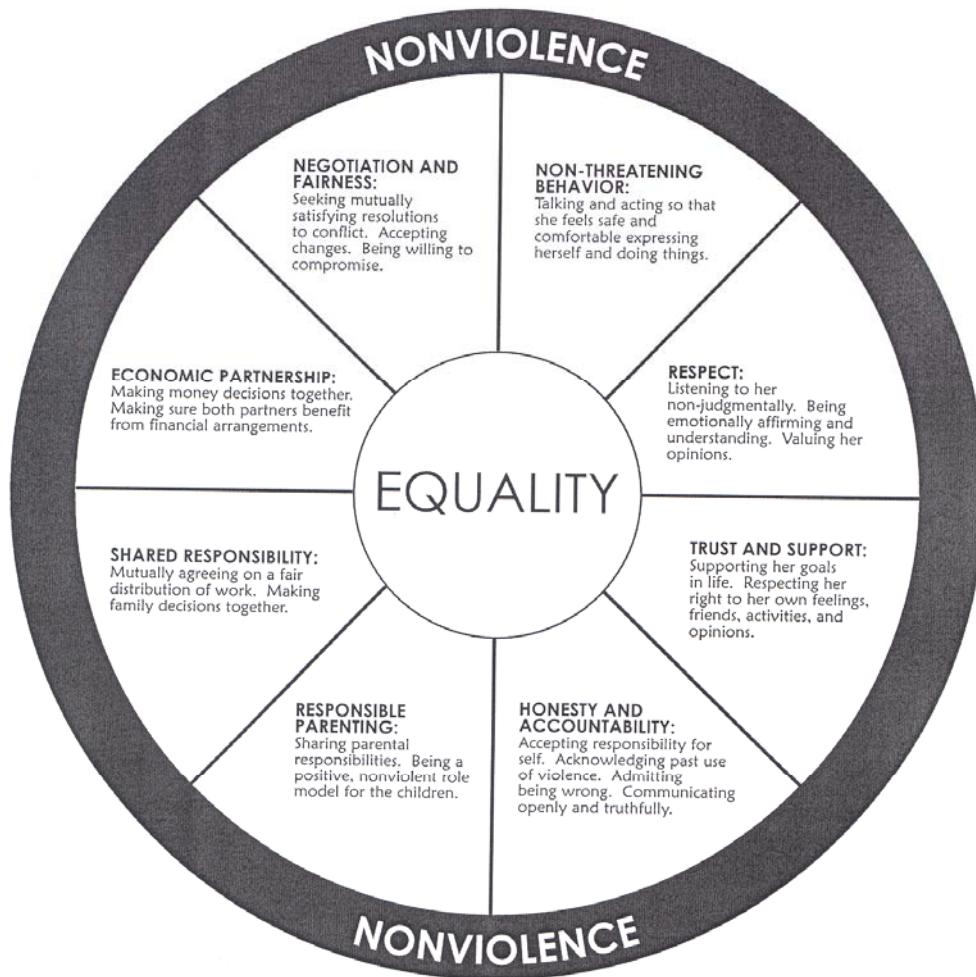 NONVIOLENCE
NEGOTIATION AND
FAIRNESS:
Seeking mutually
satisfying resolutions
to conflict. Accepting
changes. Being willing to
compromise.
NON-THREATENING
BEHAVIOR:
Talking and acting so that
she feels safe and
comfortable expressing
herself and doing things.
ECONOMIC PARTNERSHIP:
Making money decisions together.
Making sure both partners benefit
from financial arrangements.
RESPECT:
Listening to her
non-judgmentally. Being
emotionally affirming and
understanding. Valuing her
opinions.
EQUALITY
SHARED RESPONSIBILITY:
Mutually agreeing on a fair
distribution of work. Making
family decisions together.
TRUST AND SUPPORT:
Supporting her goals
in life. Respecting her
right to her own feelings,
friends, activities, and
opinions.
RESPONSIBLE
PARENTING:
Sharing parental
responsibilities. Being a
positive, nonviolent role
model for the children.
HONESTY AND
ACCOUNTABILITY:
Accepting responsibility for
self. Acknowledging past use
of violence. Admitting
being wrong. Communicating
openly and truthfully.
NONVIOLENCE